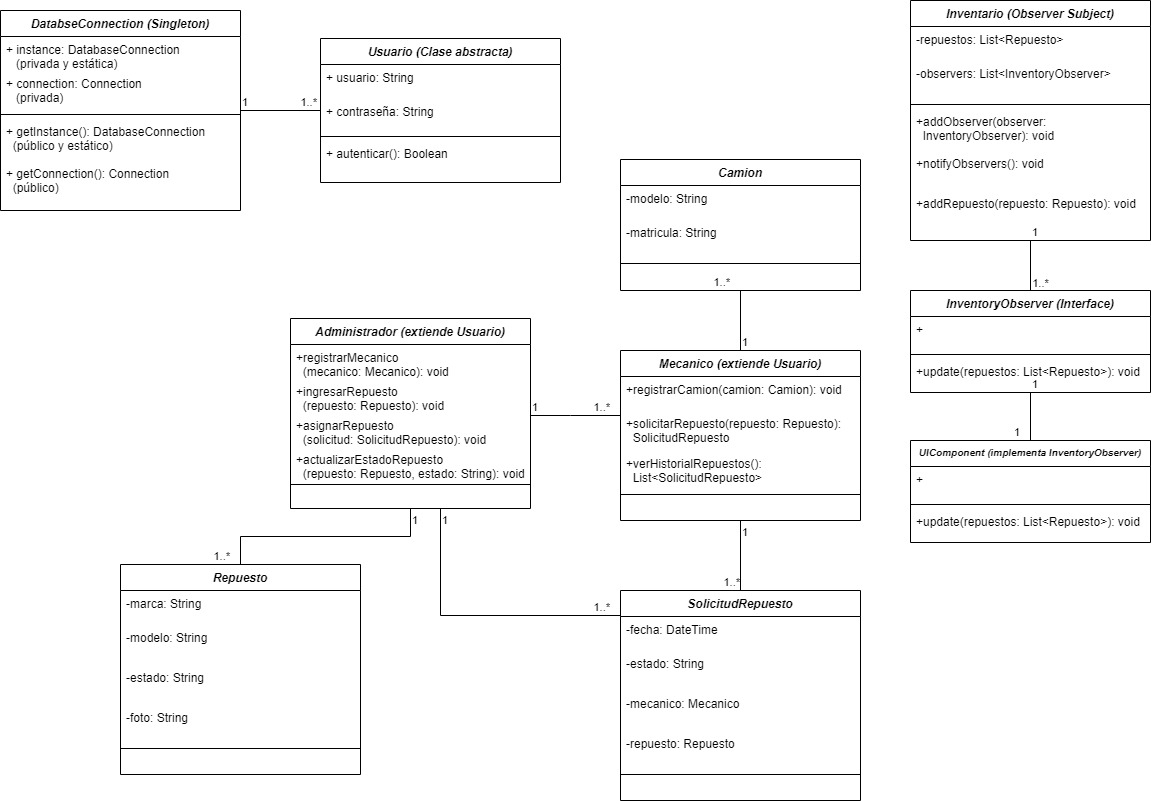 DatabseConnection (Singleton)
+ instance: DatabaseConnection
(privada y estática)
+ connection: Connection
(privada)
+ getInstance(): DatabaseConnection
(público y estático)
+ getConnection(): Connection
(público)
1
1..*
Usuario (Clase abstracta)
+ usuario: String
+ contraseña: String
+ autenticar(): Boolean
Camion
-modelo: String
-matricula: String
1..*
1
Inventario (Observer Subject)
-repuestos: List<Repuesto>
-observers: List<InventoryObserver>
+addObserver(observer:
InventoryObserver): void
+notifyObservers(): void
+addRepuesto(repuesto: Repuesto): void
1
1..*
InventoryObserver (Interface)
+
+update(repuestos: List<Repuesto>): void
1
1
UIComponent (implementa InventoryObserver)
+
+update(repuestos: List<Repuesto>): void
Administrador (extiende Usuario)
+registrarMecanico
(mecanico: Mecanico): void
+ingresarRepuesto
(repuesto: Repuesto): void
+asignarRepuesto
(solicitud: SolicitudRepuesto): void
+actualizarEstadoRepuesto
(repuesto: Repuesto, estado: String): void
1
1..*
Mecanico (extiende Usuario)
+registrarCamion(camion: Camion): void
+solicitarRepuesto(repuesto: Repuesto):
SolicitudRepuesto
+verHistorialRepuestos():
List<SolicitudRepuesto>
1
1
1
1..*
1..*
1..*
Repuesto
-marca: String
-modelo: String
-estado: String
-foto: String
SolicitudRepuesto
-fecha: DateTime
-estado: String
-mecanico: Mecanico
-repuesto: Repuesto